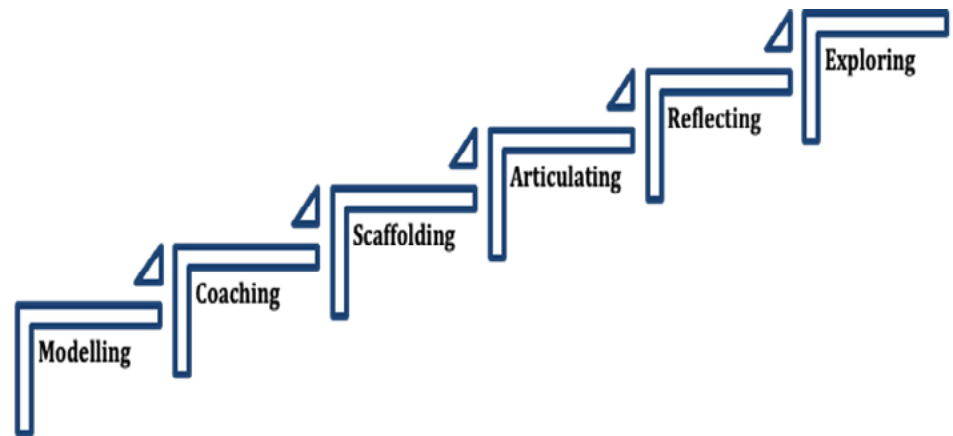 Exploring
Reflecting
Articulating
Scaffolding
Coaching
Modelling